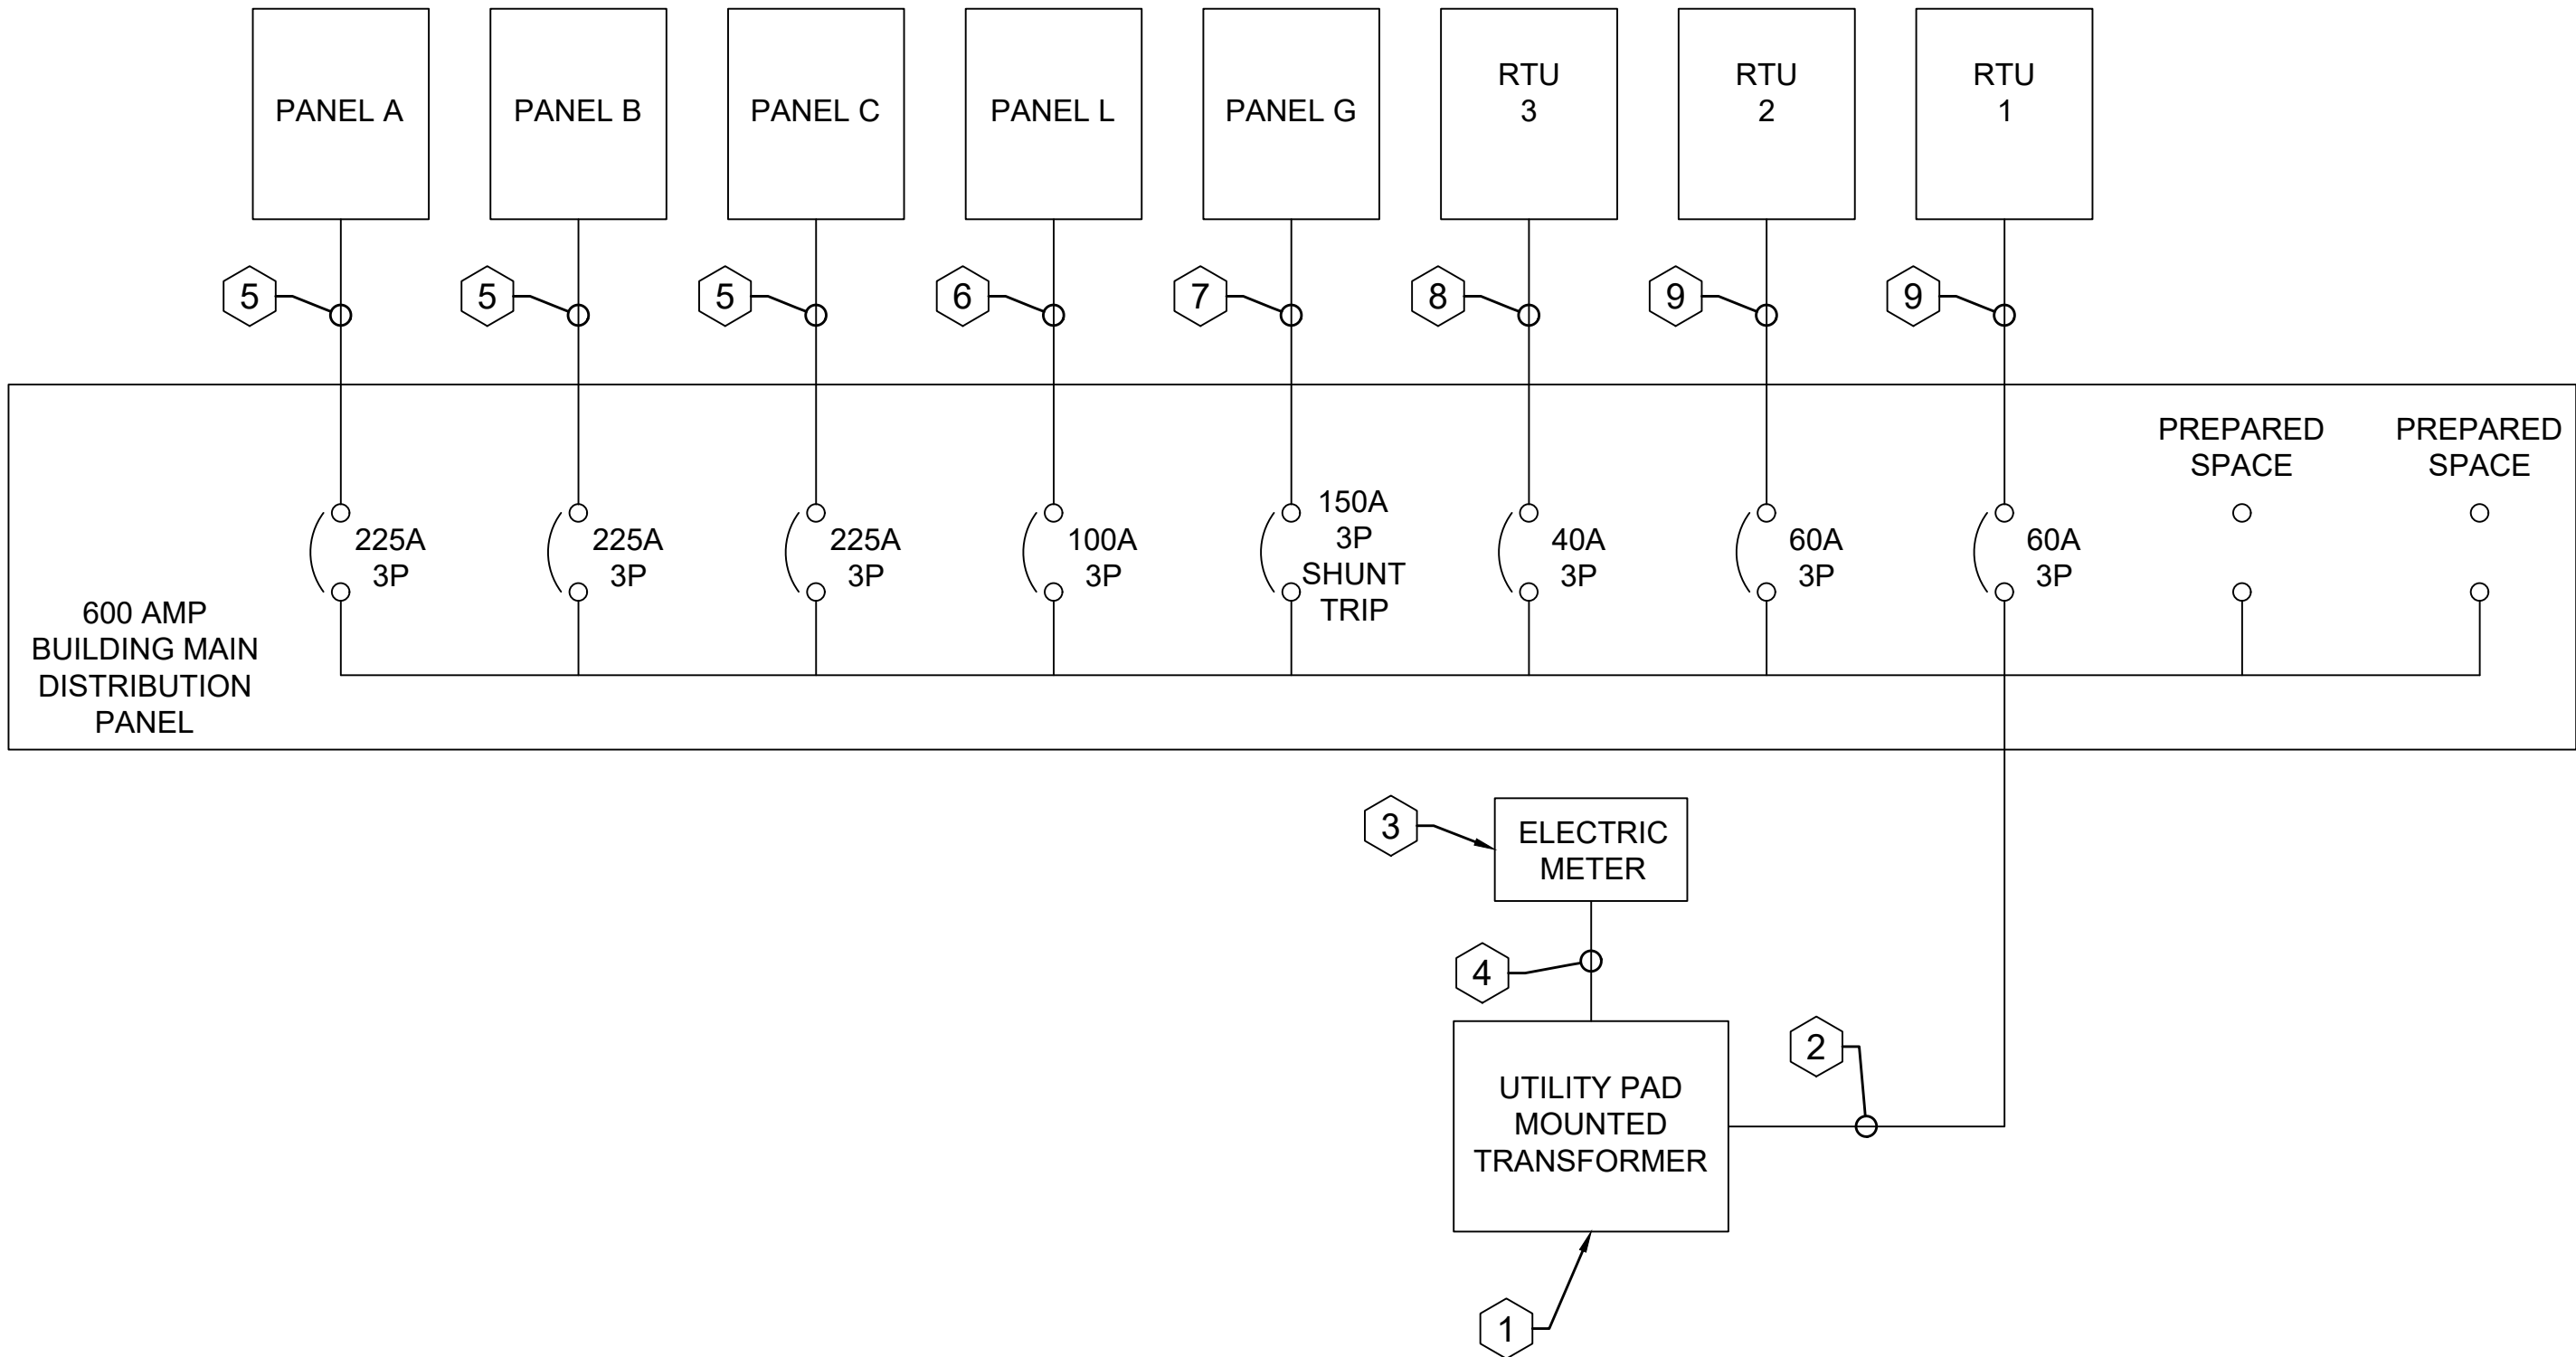 PANEL A
PANEL B
PANEL C
PANEL L
PANEL G
RTU
3
RTU
2
RTU
1
5
5
5
6
7
8
9
9
600 AMP
BUILDING MAIN
DISTRIBUTION
PANEL
225A
3P
225A
3P
225A
3P
100A
3P
150A
3P
SHUNT
TRIP
40A
3P
60A
3P
60A
3P
PREPARED
SPACE
PREPARED
SPACE
3
ELECTRIC
METER
4
2
UTILITY PAD
MOUNTED
TRANSFORMER
1